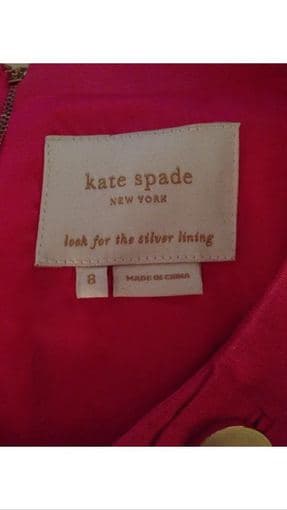 kate spade
NEW YORK
look for the silver lining
8
MADE IN CHINA